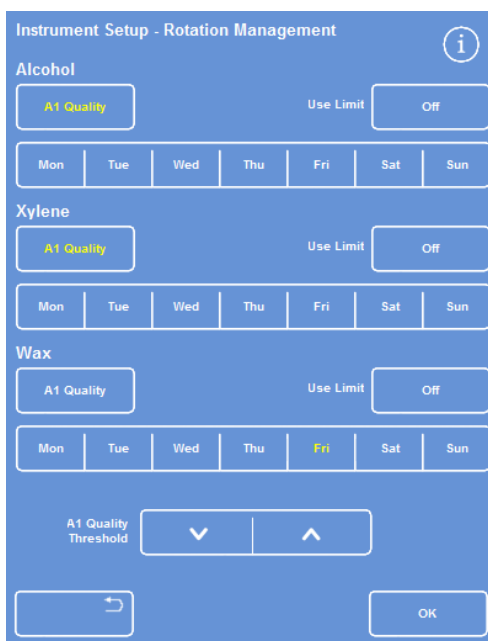 Instrument Setup - Rotation Management
i
Alcohol
A1 Quality Use Limit Off
Mon Tue Wed Thu Fri Sat Sun
Xylene
A1 Quality Use Limit Off
Mon Tue Wed Thu Fri Sat Sun
Wax
A1 Quality Use Limit Off
Mon Tue Wed Thu Fri Sat Sun
A1 Quality
Threshold
OK